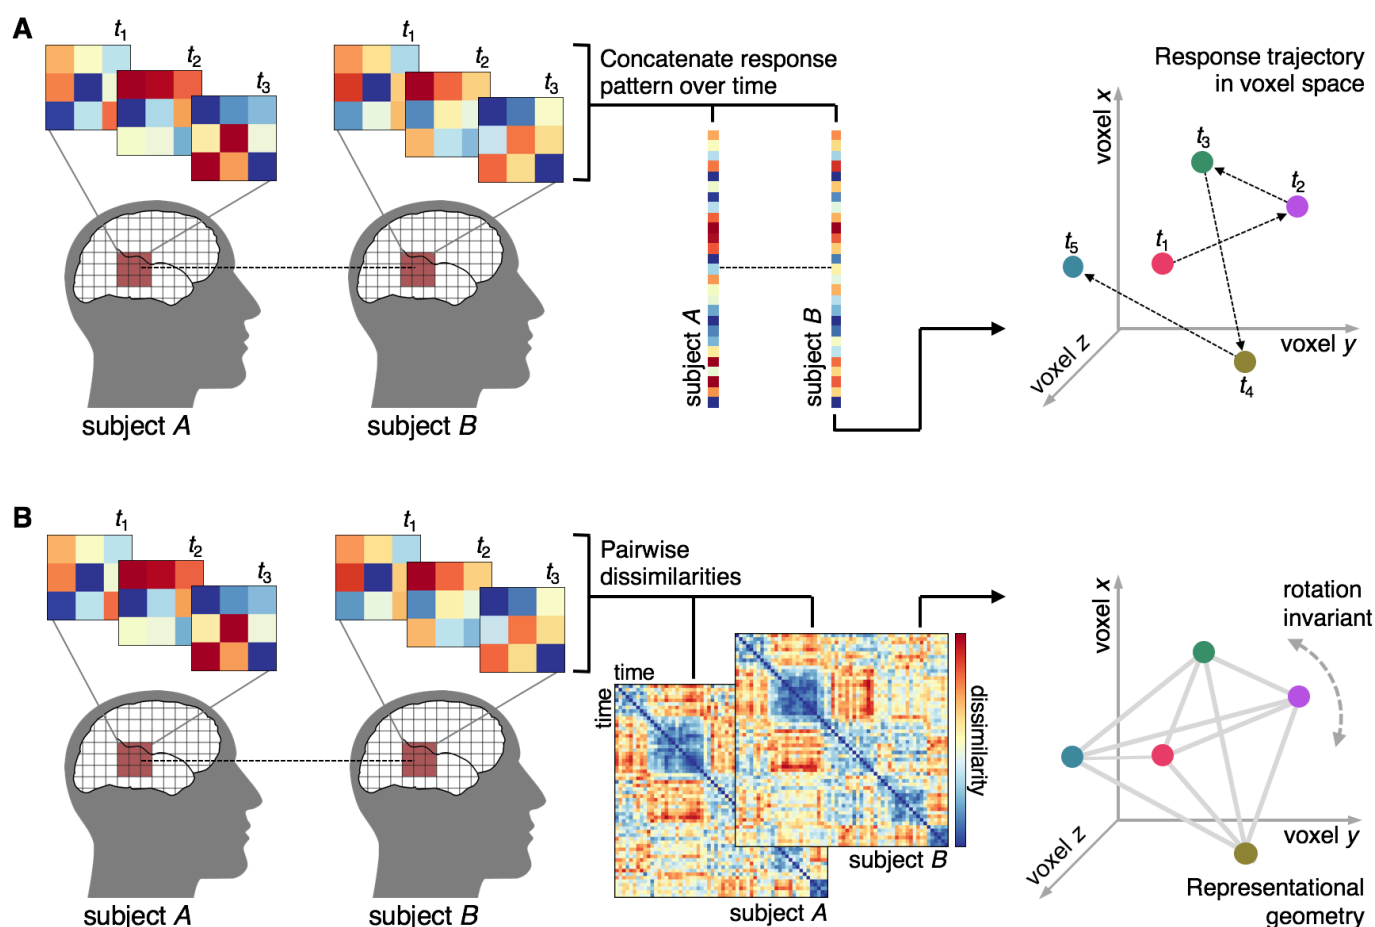 A
t1
t2
t3
subject A
t1
t2
t3
subject B
Concatenate response
pattern over time
subject A
subject B
Response trajectory
in voxel space
voxel x
voxel y
voxel z
t1
t2
t3
t4
t5
B
t1
t2
t3
subject A
t1
t2
t3
subject B
Pairwise
dissimilarities
time
time
subject A
subject B
dissimilarity
voxel x
voxel y
voxel z
rotation
invariant
Representational
geometry